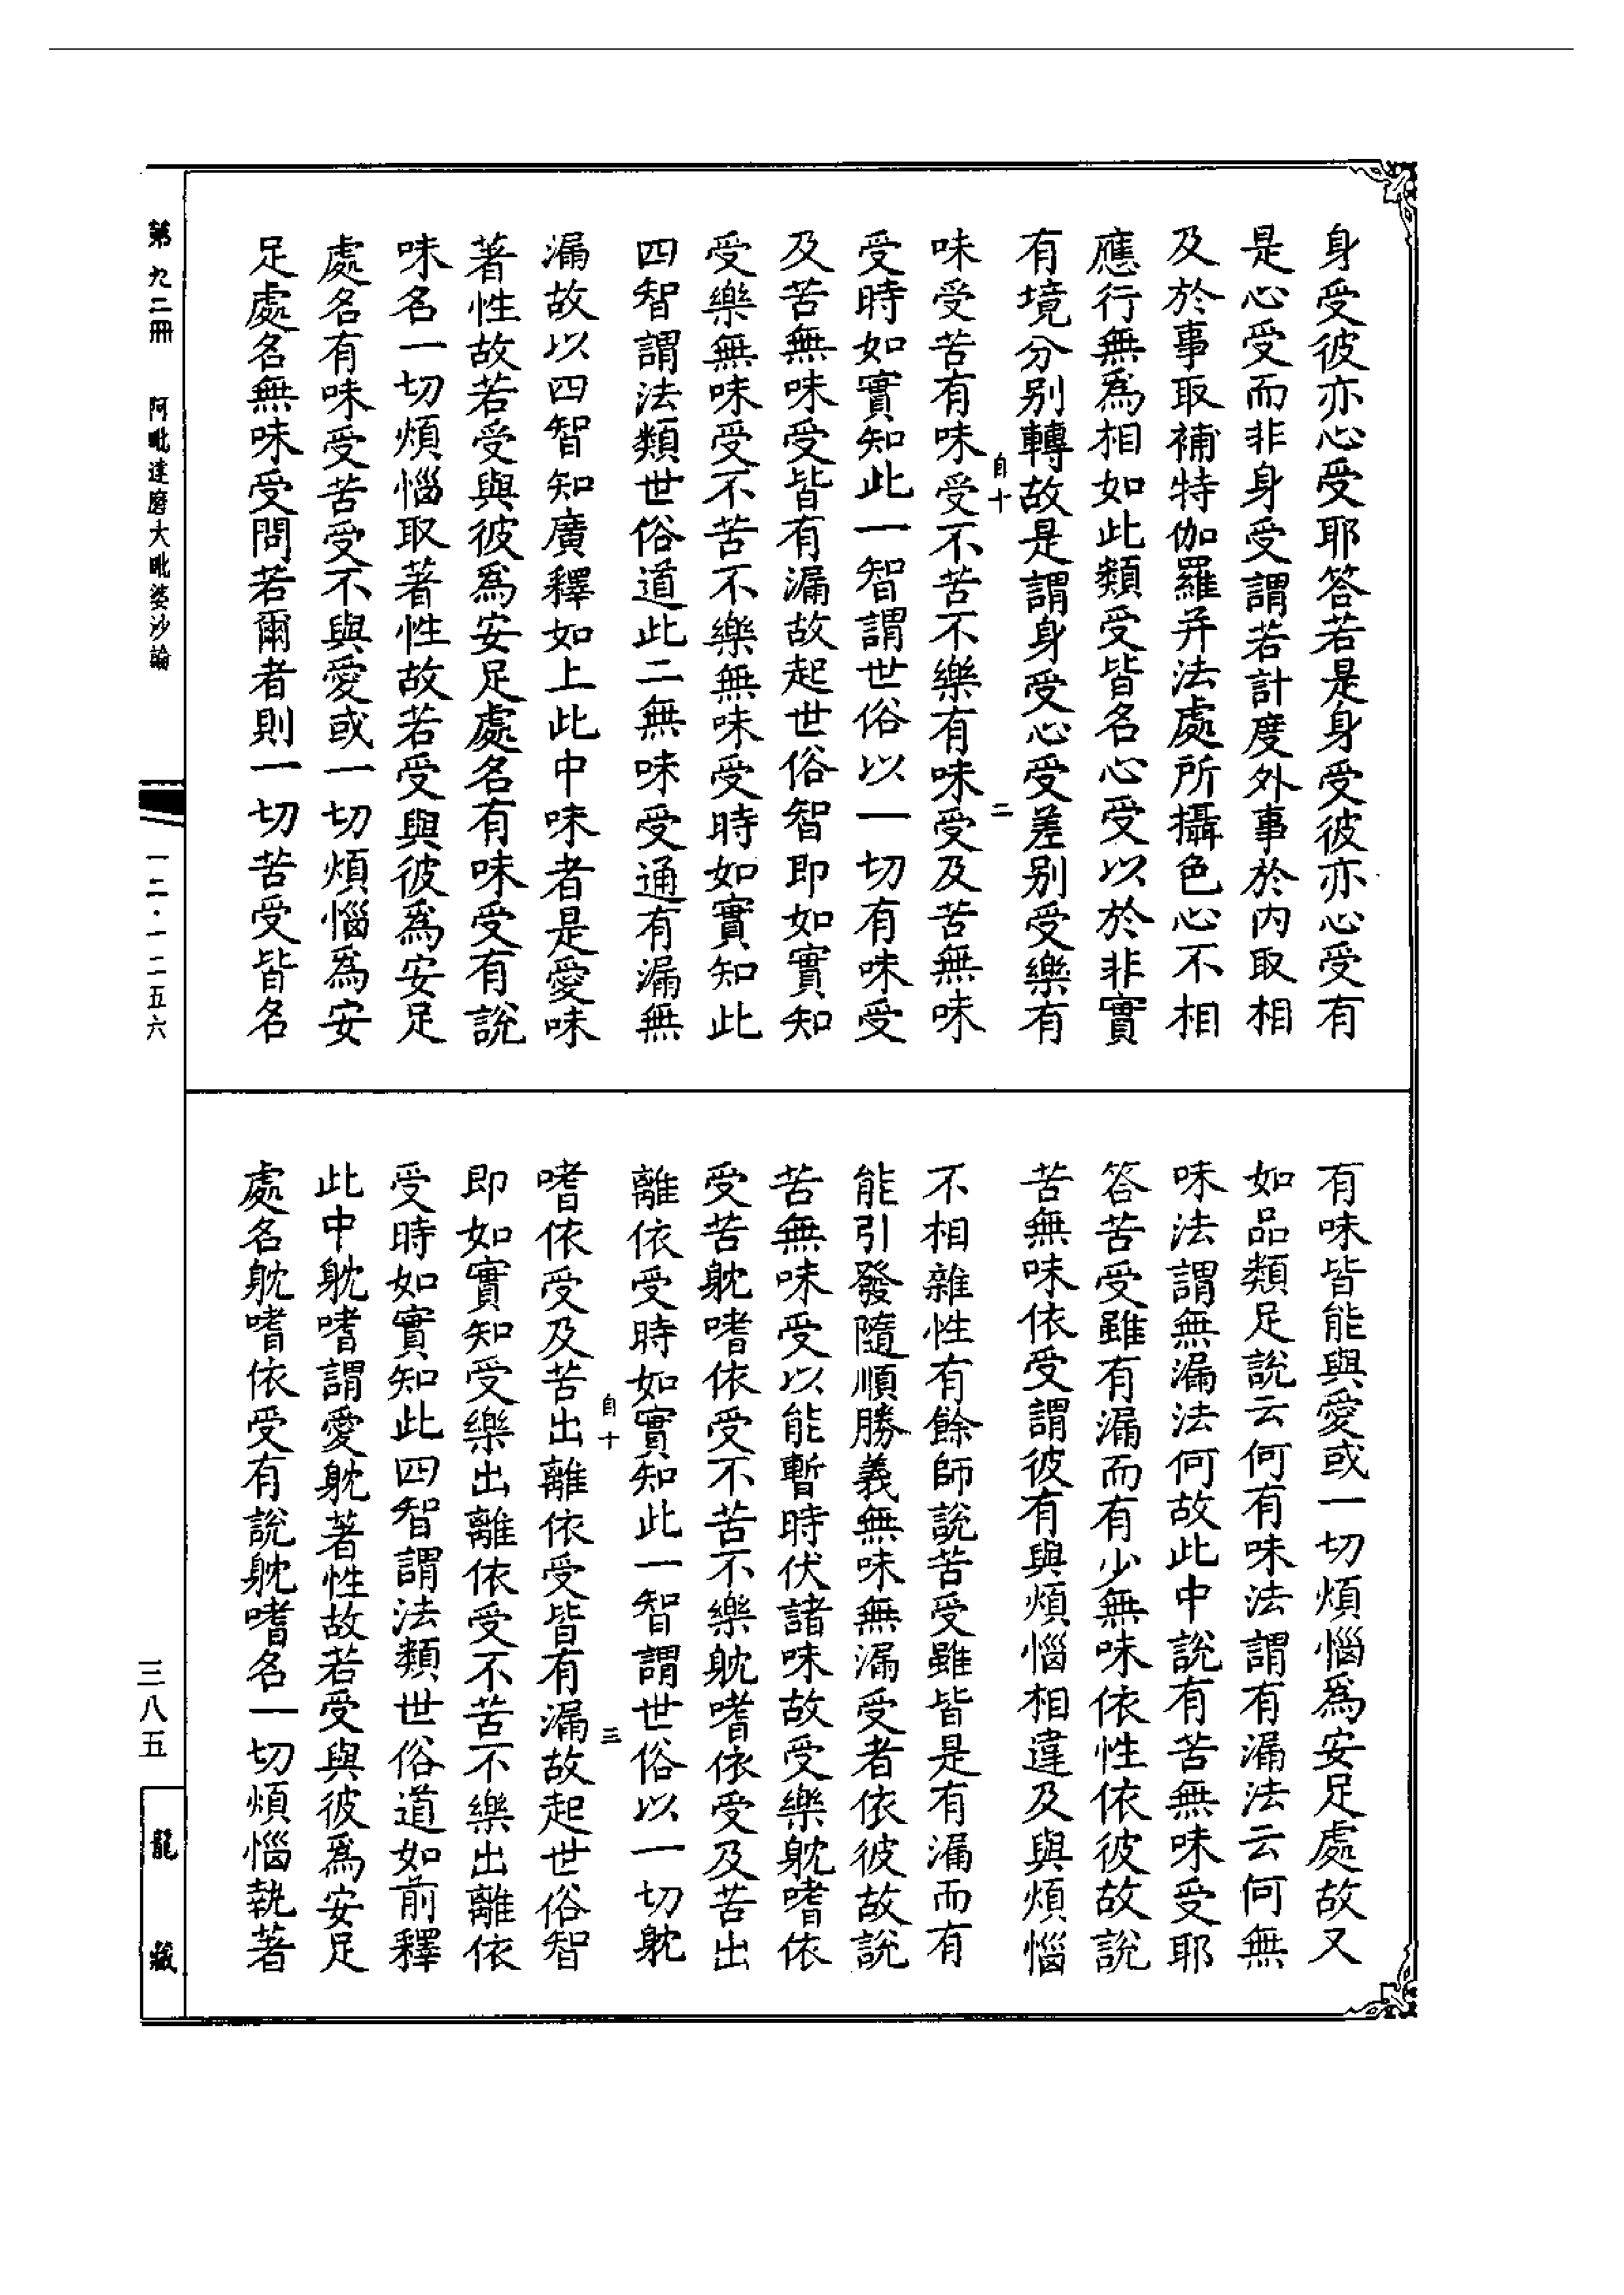 身受彼亦心受耶答若是身受彼亦心受有
是心受而非身受謂若計度外事於内取相
及於事取補特伽羅并法處所攝色心不相
應行無爲相如此類受皆名心受以於非實
有境分别轉故是謂身受心受差别受樂有
自十
二
味受苦有味受不苦不樂有味受及苦無味
受時如實知此一智謂世俗以一切有味受
及苦無味受皆有漏故起世俗智即如實知
受樂無味受不苦不樂無味受時如實知此
四智謂法類世俗道此二無味受通有漏無
漏故以四智知廣釋如上此中味者是愛味
著性故若受與彼爲安足處名有味受有說
味名一切煩惱取著性故若受與彼爲安足
處名有味受苦受不與愛或一切煩惱爲安
足處名無味受問若爾者則一切苦受皆名
有味皆能與愛或一切煩惱爲安足處故又
如品類足說云何有味法謂有漏法云何無
味法謂無漏法何故此中說有苦無味受耶
答苦受雖有漏而有少無味依性依彼故說
苦無味依受謂彼有與煩惱相違及與煩惱
不相雜性有餘師說苦受雖皆是有漏而有
能引發隨順勝義無味無漏受者依彼故說
苦無味受以能暫時伏諸味故受樂躭嗜依
受苦躭嗜依受不苦不樂躭嗜依受及苦出
離依受時如實知此一智謂世俗以一切躭
自十
三
嗜依受及苦出離依受皆有漏故起世俗智
即如實知受樂出離依受不苦不樂出離依
受時如實知此四智謂法類世俗道如前釋
此中躭嗜謂愛躭著性故若受與彼爲安足
處名躭嗜依受有說躭嗜名一切煩惱執著
第九二冊 阿毗達磨大毗婆沙論
一二·一二五六
三八五
龍藏